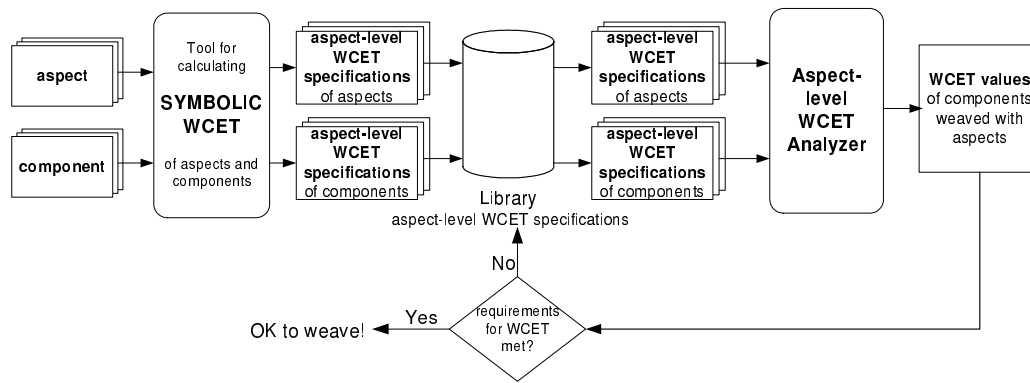 aspect
component
Tool for
calculating
SYMBOLIC
WCET
of aspects and
components
aspect-level
WCET
specifications
of aspects
aspect-level
WCET
specifications
of components
Library
aspect-level WCET specifications
aspect-level
WCET
specifications
of aspects
aspect-level
WCET
specifications
of components
Aspect-
level
WCET
Analyzer
WCET values
of components
weaved with
aspects
No
requirements
for WCET
met?
Yes
OK to weave!